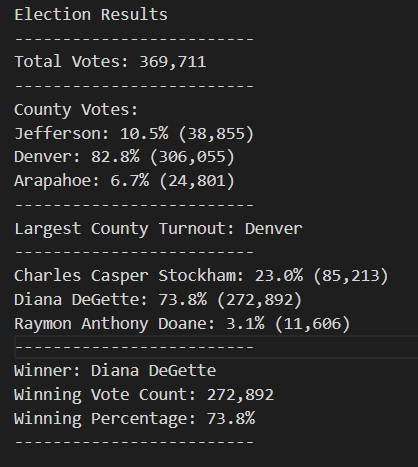 Election Results
-------------------------
Total Votes: 369,711
-------------------------
County Votes:
Jefferson: 10.5% (38,855)
Denver: 82.8% (306,055)
Arapahoe: 6.7% (24,801)
-------------------------
Largest County Turnout: Denver
-------------------------
Charles Casper Stockham: 23.0% (85,213)
Diana DeGette: 73.8% (272,892)
Raymon Anthony Doane: 3.1% (11,606)
-------------------------
Winner: Diana DeGette
Winning Vote Count: 272,892
Winning Percentage: 73.8%
-------------------------